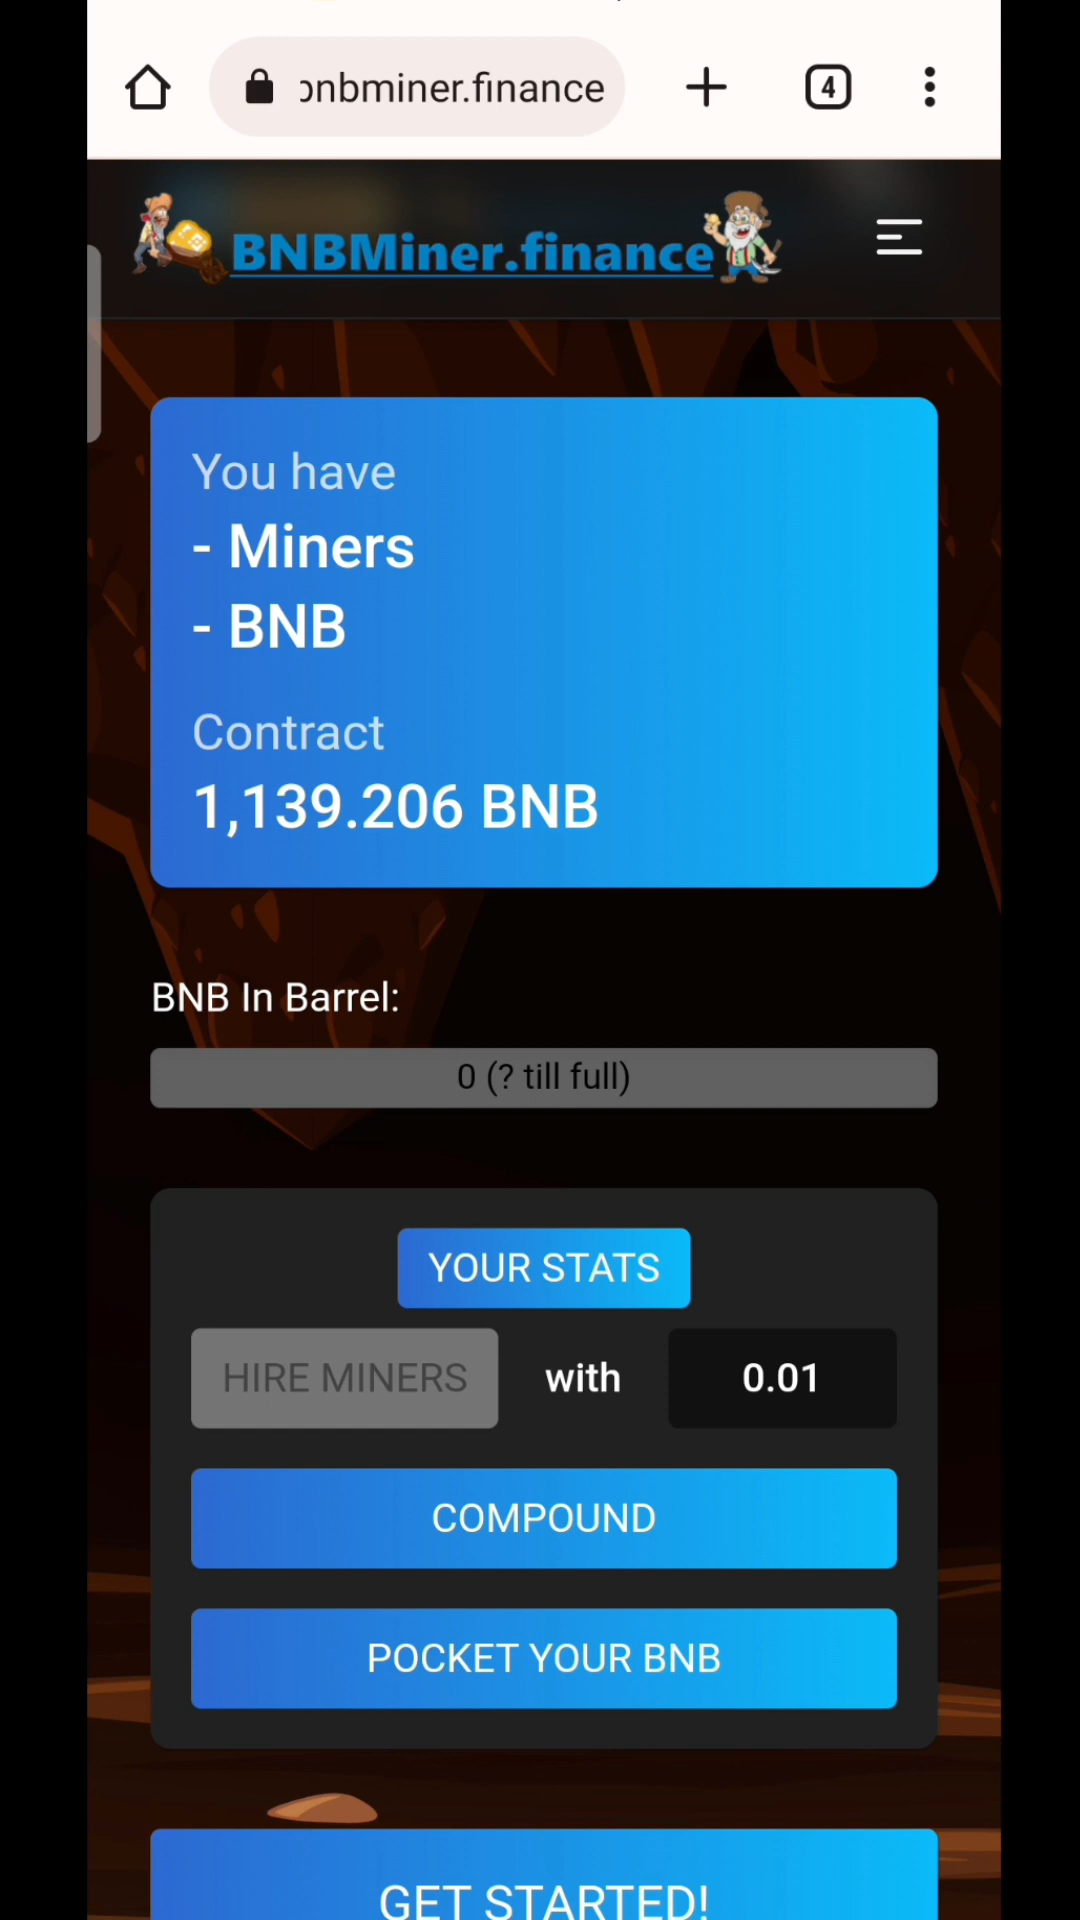 bnbminer.finance
4
BNBMiner.finance
You have
- Miners
- BNB
Contract
1,139.206 BNB
BNB In Barrel:
0 (? till full)
YOUR STATS
HIRE MINERS with 0.01
COMPOUND
POCKET YOUR BNB
GET STARTED!